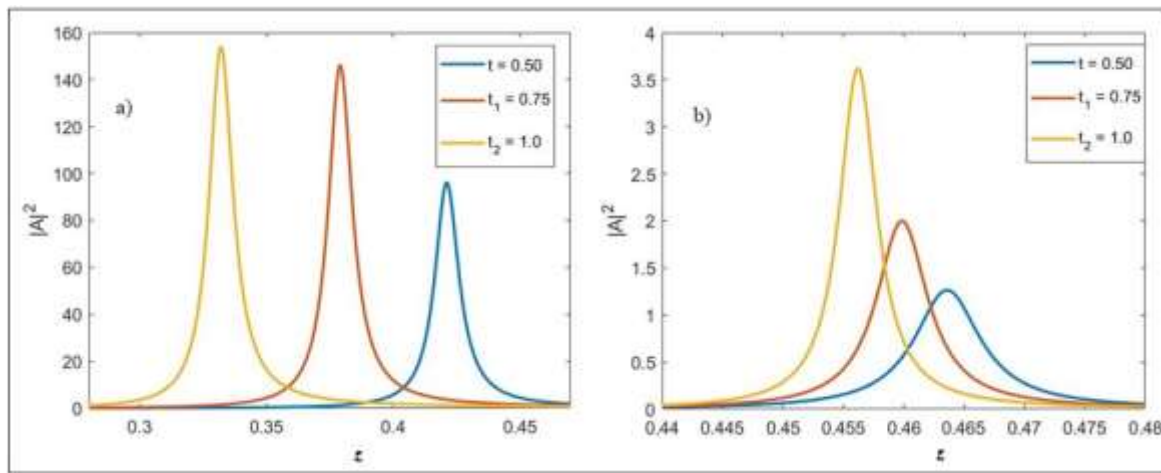 160
140
120
100
80
60
40
20
0
|A|²
a)
t = 0.50
t₁ = 0.75
t₂ = 1.0
0.3
0.35
0.4
0.45
ε
4
3.5
3
2.5
2
1.5
1
0.5
0
|A|²
b)
t = 0.50
t₁ = 0.75
t₂ = 1.0
0.44
0.445
0.45
0.455
0.46
0.465
0.47
0.475
0.48
ε